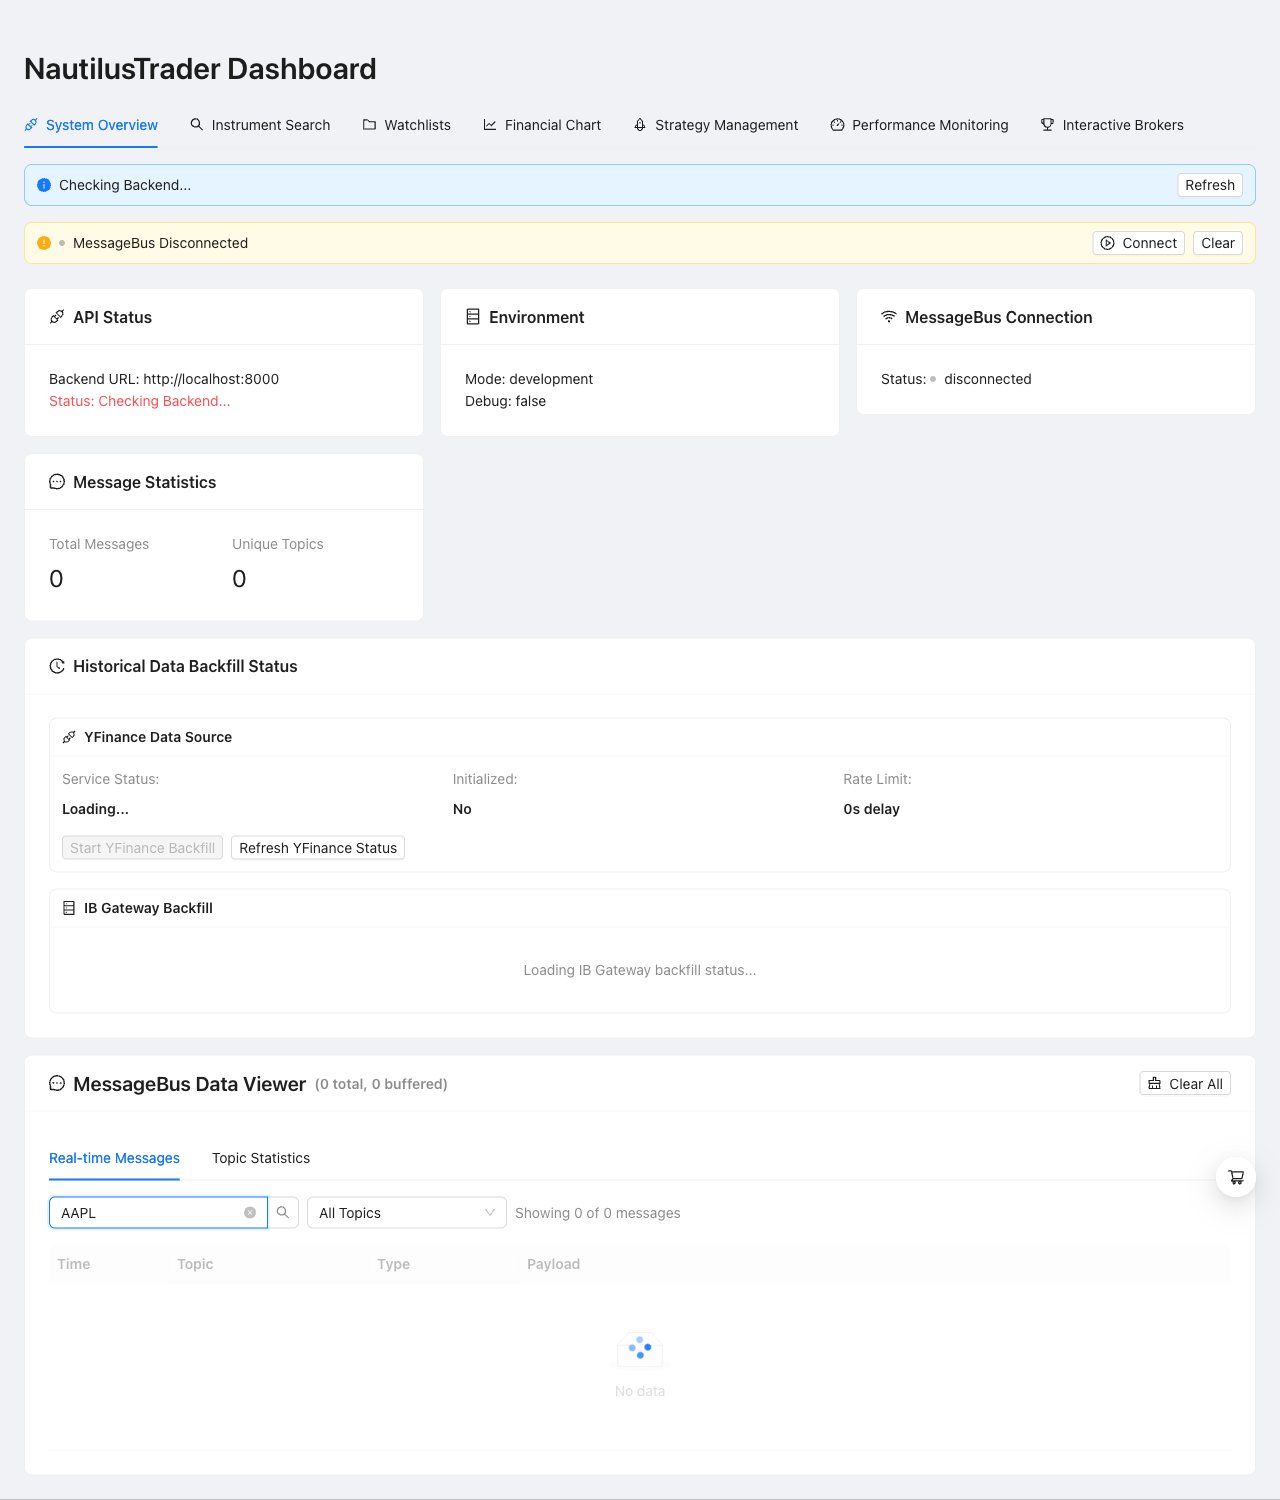 NautilusTrader Dashboard
System Overview Instrument Search Watchlists Financial Chart Strategy Management Performance Monitoring Interactive Brokers
Checking Backend... Refresh
MessageBus Disconnected Connect Clear
API Status
Backend URL: http://localhost:8000
Status: Checking Backend...
Environment
Mode: development
Debug: false
MessageBus Connection
Status: disconnected
Message Statistics
Total Messages Unique Topics
0 0
Historical Data Backfill Status
YFinance Data Source
Service Status: Initialized: Rate Limit:
Loading... No 0s delay
Start YFinance Backfill Refresh YFinance Status
IB Gateway Backfill
Loading IB Gateway backfill status...
MessageBus Data Viewer (0 total, 0 buffered) Clear All
Real-time Messages Topic Statistics
AAPL All Topics Showing 0 of 0 messages
Time Topic Type Payload
No data